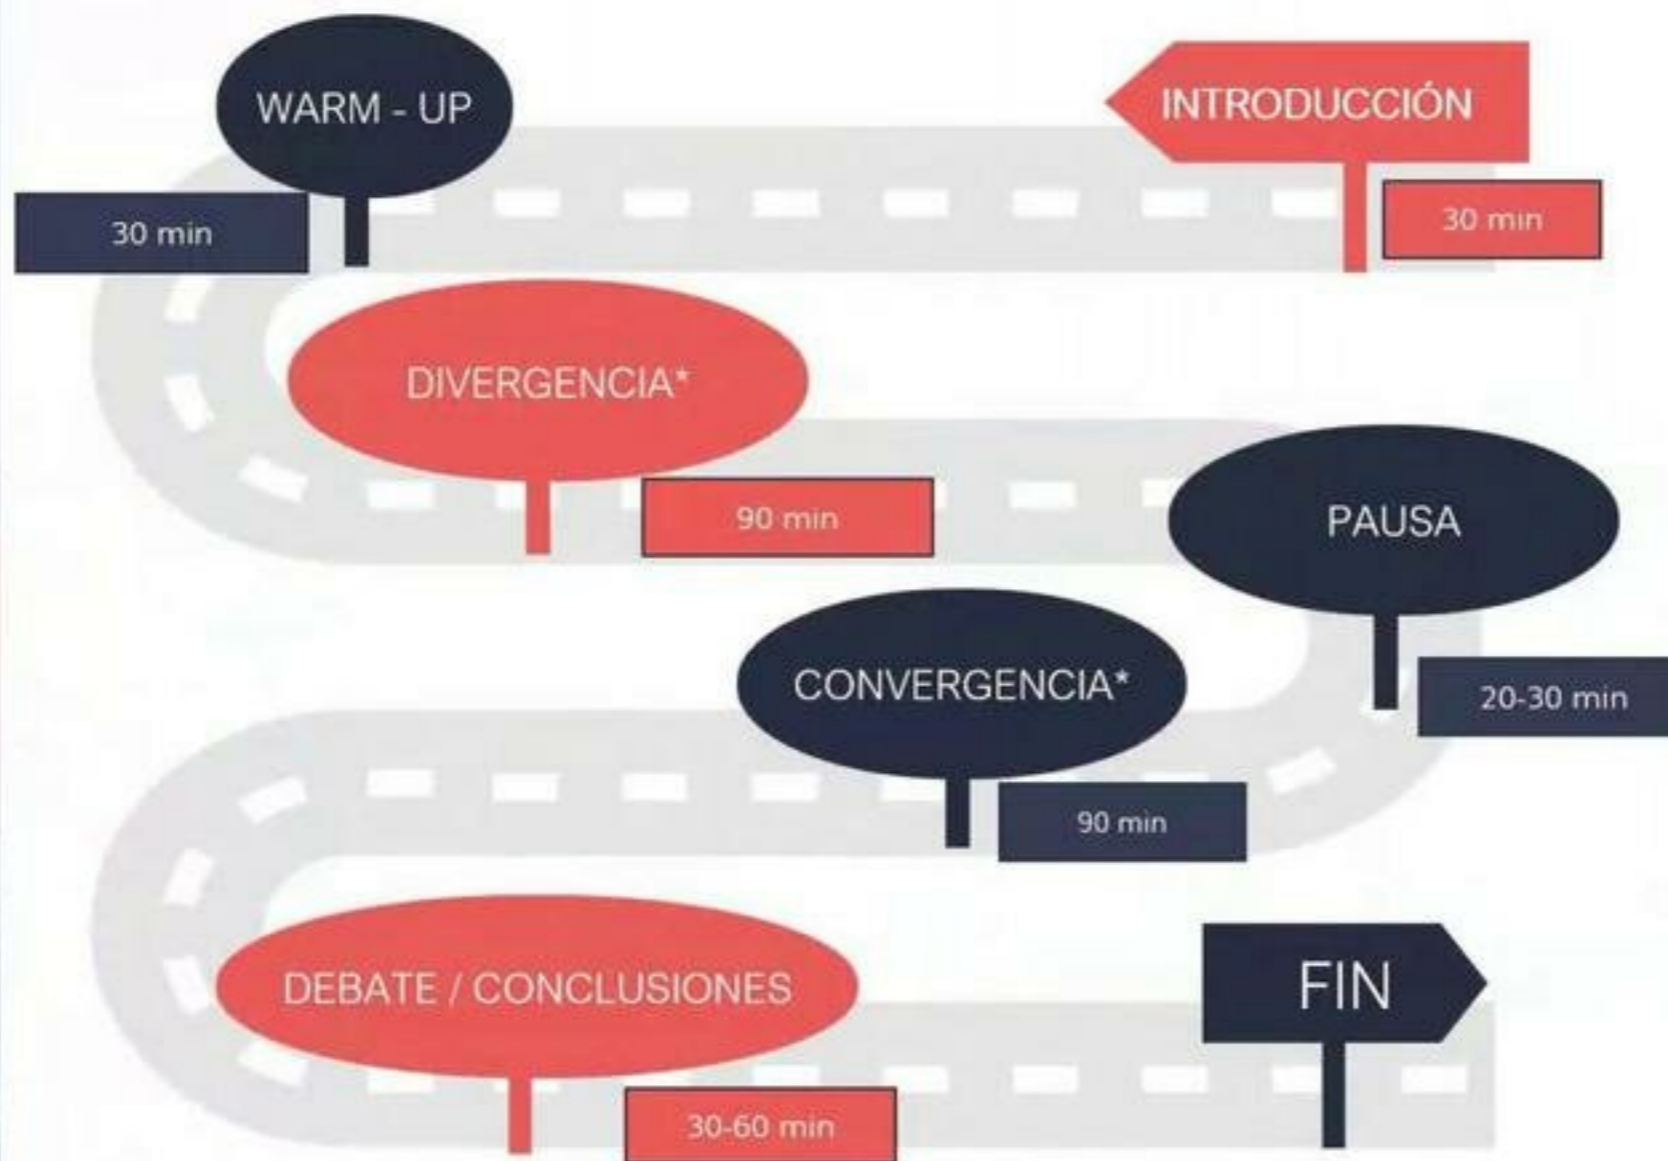 INTRODUCCIÓN
30 min
WARM - UP
30 min
DIVERGENCIA*
90 min
PAUSA
20-30 min
CONVERGENCIA*
90 min
DEBATE / CONCLUSIONES
30-60 min
FIN